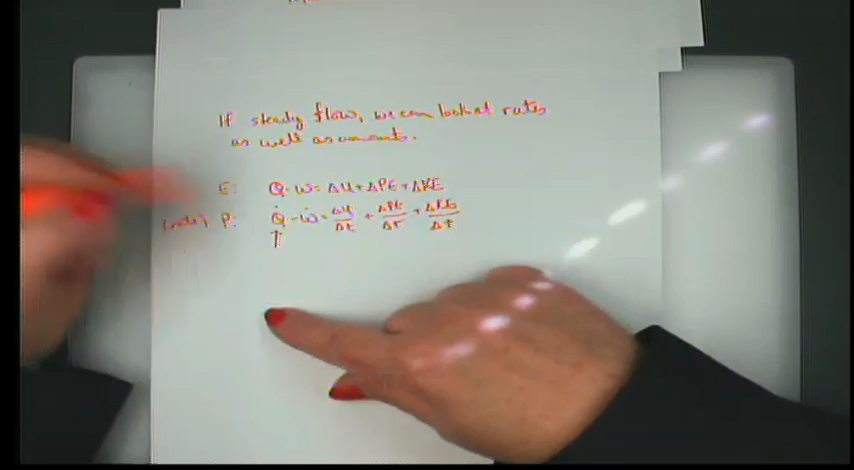 If steady flow, we can look at rates
as well as amounts.
E: Q - W = ΔU + ΔPE + ΔKE
(rate) P: Q̇ - Ẇ = ΔU/Δt + ΔPE/Δt + ΔKE/Δt